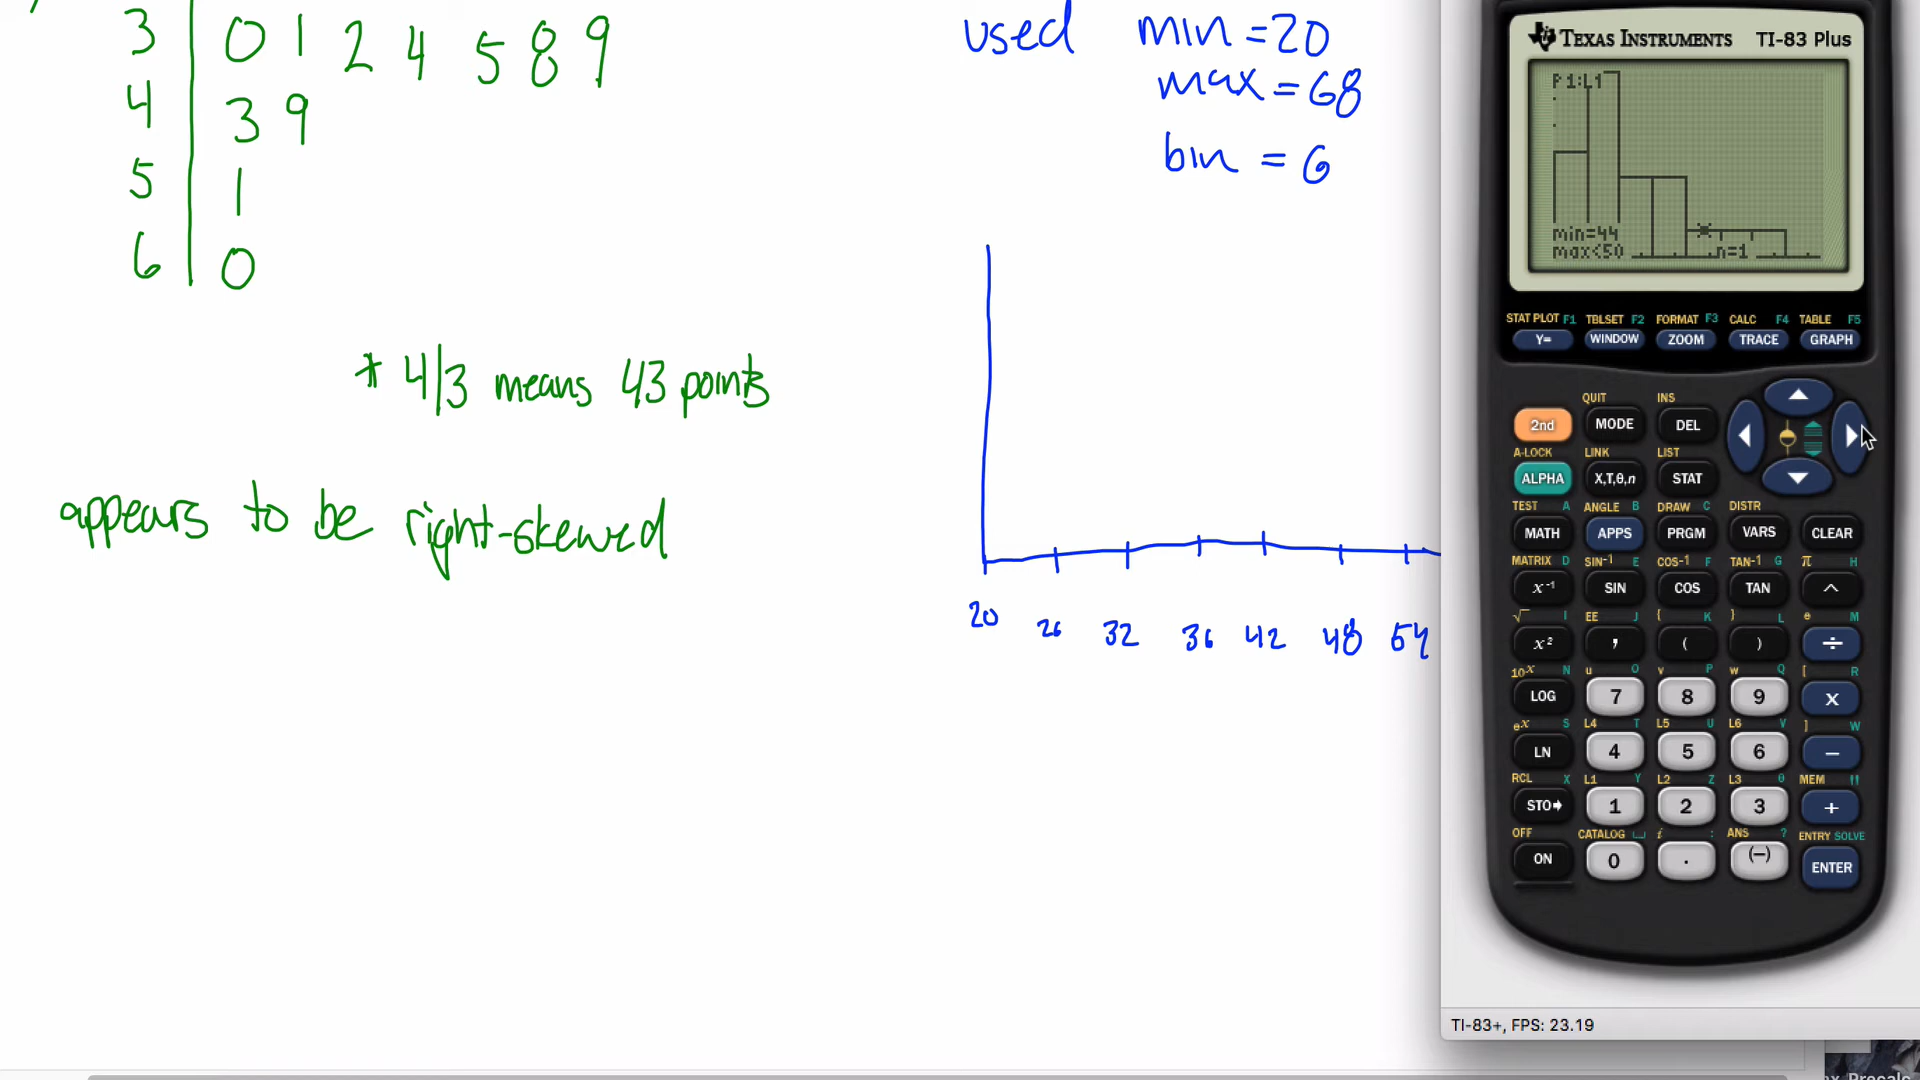 3 | 0 1 2 4 5 8 9
4 | 3 9
5 | 1
6 | 0
* 4/3 means 43 points
appears to be right-skewed
used min = 20
max = 68
bin = 6
20 26 32 36 42 48 54
TEXAS INSTRUMENTS TI-83 Plus
P1:L1
min=44
max<50 n=1
STAT PLOT F1 TBLSET F2 FORMAT F3 CALC F4 TABLE F5
Y= WINDOW ZOOM TRACE GRAPH
QUIT INS
2nd MODE DEL
A-LOCK LINK LIST
ALPHA X,T,θ,n STAT
TEST A ANGLE B DRAW C DISTR
MATH APPS PRGM VARS CLEAR
MATRIX D SIN⁻¹ E COS⁻¹ F TAN⁻¹ G π H
x⁻¹ SIN COS TAN ^
√ I EE J { K } L e M
x² , ( ) ÷
10ˣ N u O v P w Q [ R
LOG 7 8 9 x
eˣ S L4 T L5 U L6 V ] W
LN 4 5 6 −
RCL X L1 Y L2 Z L3 θ MEM "
STO➔ 1 2 3 +
OFF CATALOG ⎵ i : ANS ? ENTRY SOLVE
ON 0 . (−) ENTER
TI-83+, FPS: 23.19